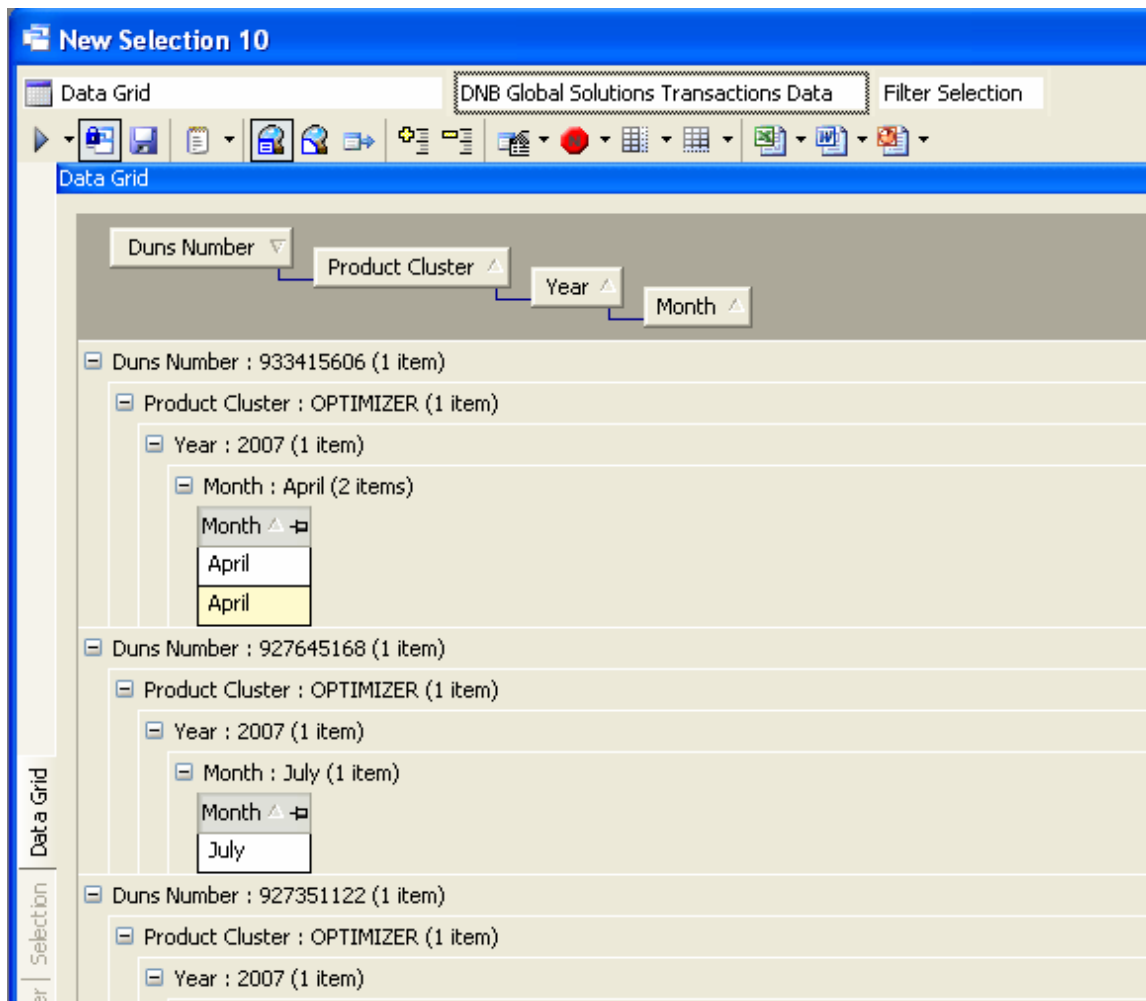 New Selection 10
Data Grid DNB Global Solutions Transactions Data Filter Selection
Data Grid
Duns Number
Product Cluster
Year
Month
Duns Number : 933415606 (1 item)
Product Cluster : OPTIMIZER (1 item)
Year : 2007 (1 item)
Month : April (2 items)
Month
April
April
Duns Number : 927645168 (1 item)
Product Cluster : OPTIMIZER (1 item)
Year : 2007 (1 item)
Month : July (1 item)
Month
July
Duns Number : 927351122 (1 item)
Product Cluster : OPTIMIZER (1 item)
Year : 2007 (1 item)
Data Grid
Selection